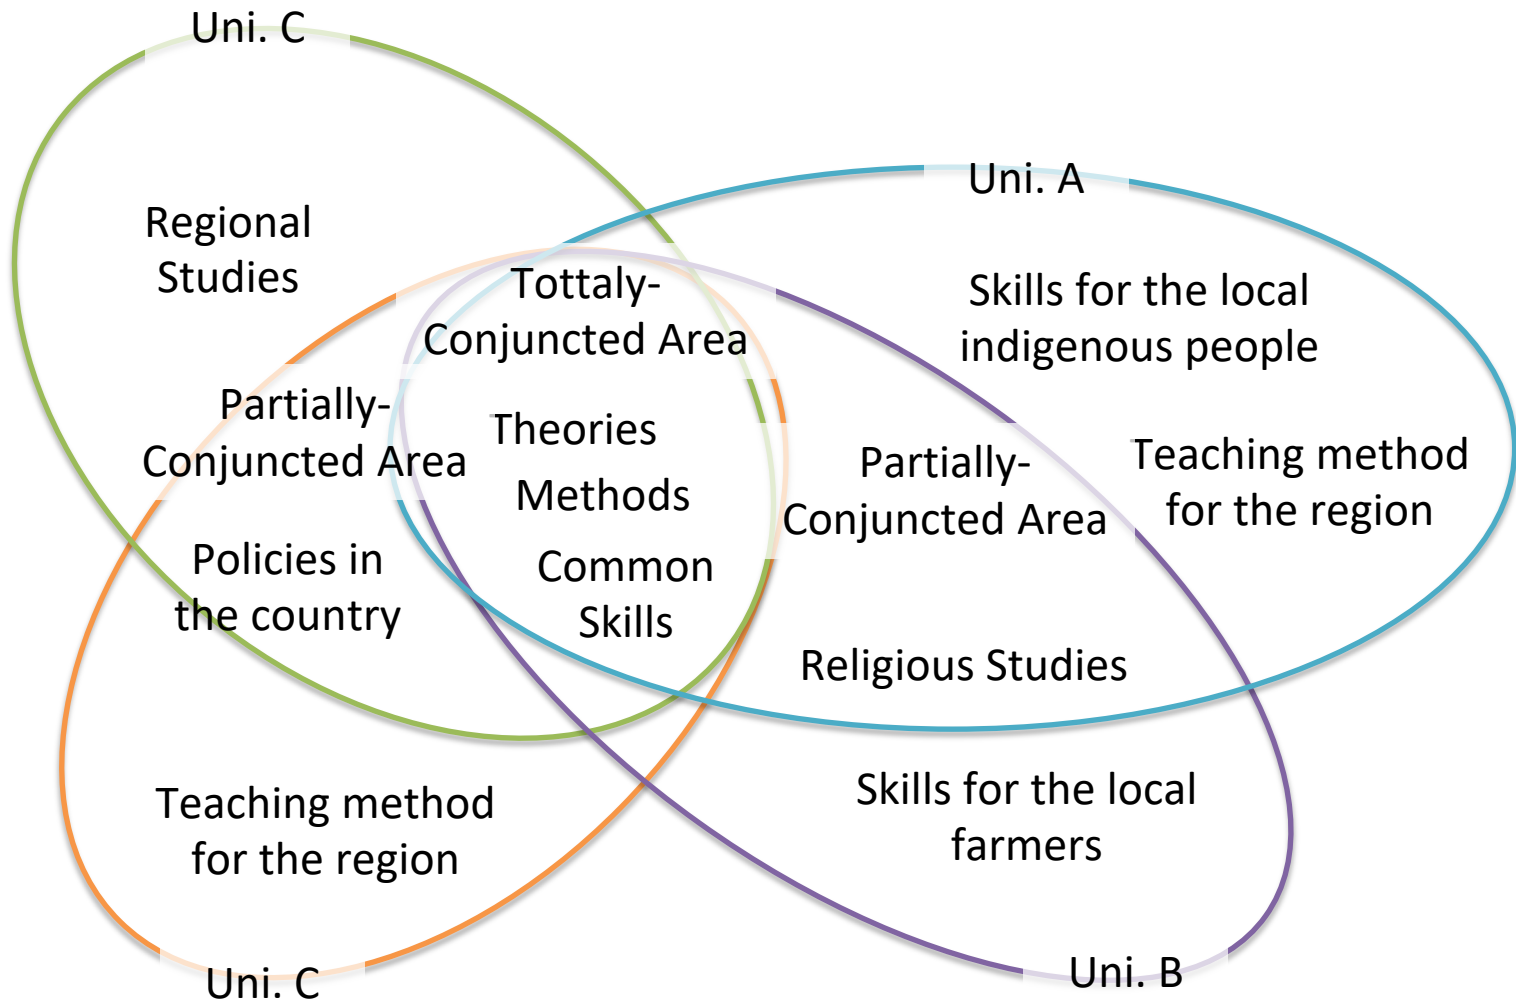 Uni. C
Uni. A
Regional
Studies
Tottaly-
Conjuncted Area
Skills for the local
indigenous people
Partially-
Conjuncted Area
Theories
Methods
Common
Skills
Partially-
Conjuncted Area
Teaching method
for the region
Policies in
the country
Religious Studies
Teaching method
for the region
Skills for the local
farmers
Uni. C
Uni. B